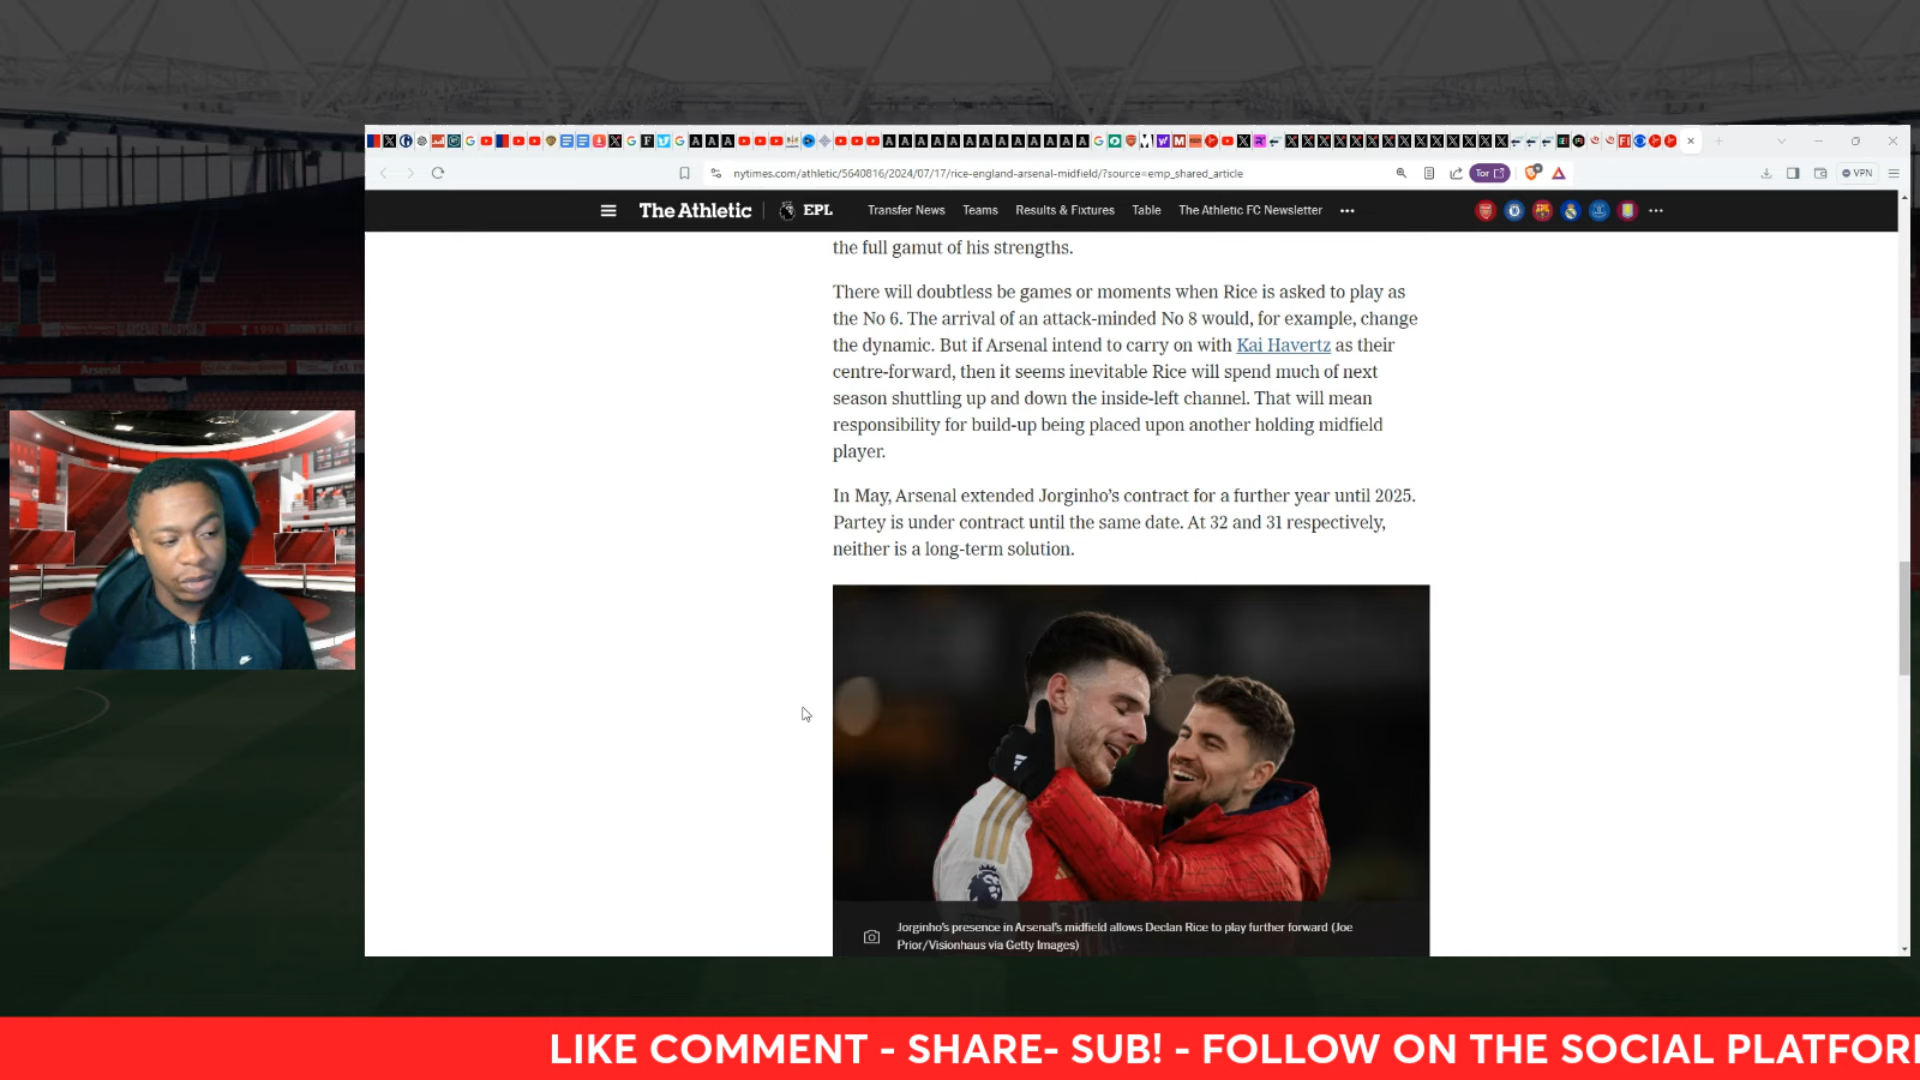 nytimes.com/athletic/5640816/2024/07/17/rice-england-arsenal-midfield/?source=emp_shared_article
Tor
VPN
The Athletic
EPL
Transfer News
Teams
Results & Fixtures
Table
The Athletic FC Newsletter
the full gamut of his strengths.
There will doubtless be games or moments when Rice is asked to play as
the No 6. The arrival of an attack-minded No 8 would, for example, change
the dynamic. But if Arsenal intend to carry on with Kai Havertz as their
centre-forward, then it seems inevitable Rice will spend much of next
season shuttling up and down the inside-left channel. That will mean
responsibility for build-up being placed upon another holding midfield
player.
In May, Arsenal extended Jorginho’s contract for a further year until 2025.
Partey is under contract until the same date. At 32 and 31 respectively,
neither is a long-term solution.
Jorginho’s presence in Arsenal’s midfield allows Declan Rice to play further forward (Joe
Prior/Visionhaus via Getty Images)
Arsenal
LIKE COMMENT - SHARE- SUB! - FOLLOW ON THE SOCIAL PLATFOR